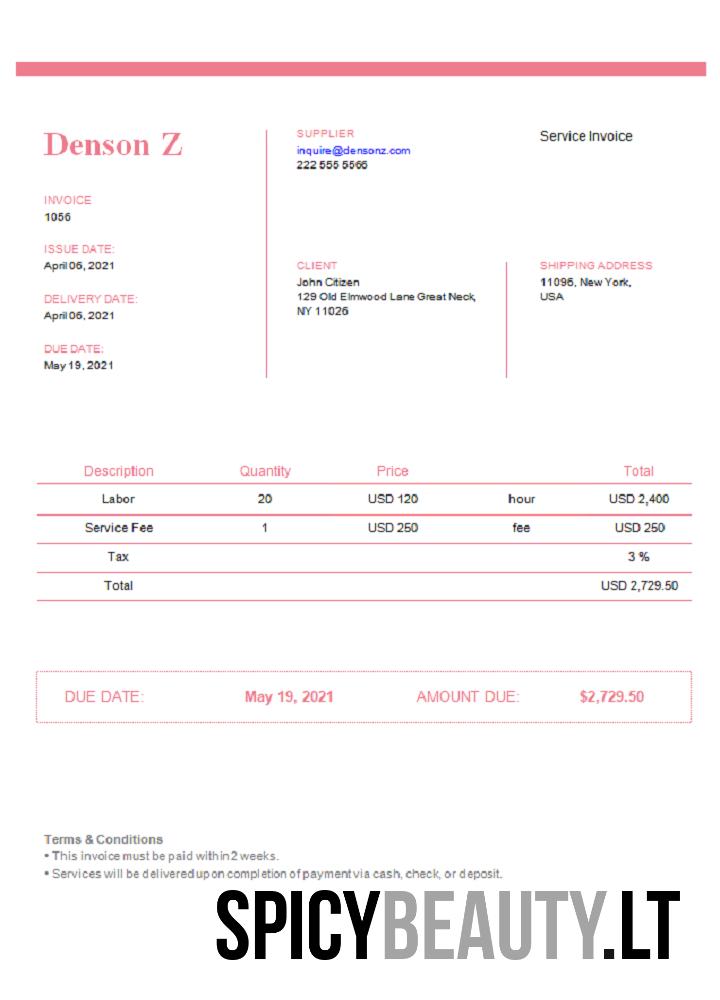 Denson Z
INVOICE
1056
ISSUE DATE:
April 06, 2021
DELIVERY DATE:
April 06, 2021
DUE DATE:
May 19, 2021
SUPPLIER
inquire@densonz.com
222 555 5565
Service Invoice
CLIENT
John Citizen
129 Old Elmwood Lane Great Neck,
NY 11026
SHIPPING ADDRESS
11095, New York,
USA
Description Quantity Price Total
Labor 20 USD 120 hour USD 2,400
Service Fee 1 USD 250 fee USD 250
Tax 3 %
Total USD 2,729.50
DUE DATE: May 19, 2021 AMOUNT DUE: $2,729.50
Terms & Conditions
• This invoice must be paid within 2 weeks.
• Services will be delivered upon completion of payment via cash, check, or deposit.
SPICYBEAUTY.LT